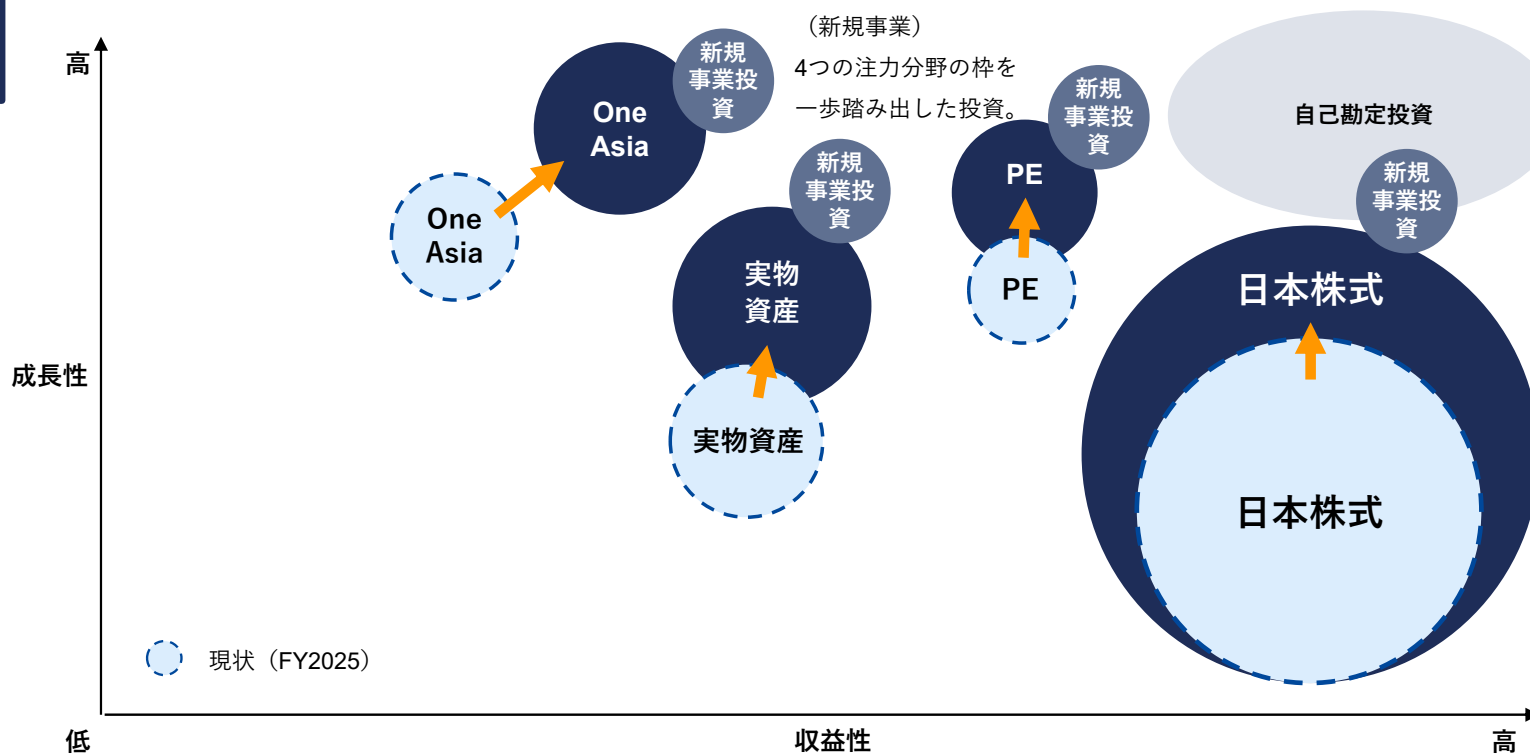 高
One
Asia
新規
事業投
資
（新規事業）
4つの注力分野の枠を
一歩踏み出した投資。
新規
事業投
資
自己勘定投資
One
Asia
新規
事業投
資
PE
新規
事業投
資
実物
資産
PE
日本株式
成長性
実物資産
日本株式
現状（FY2025）
低
収益性
高